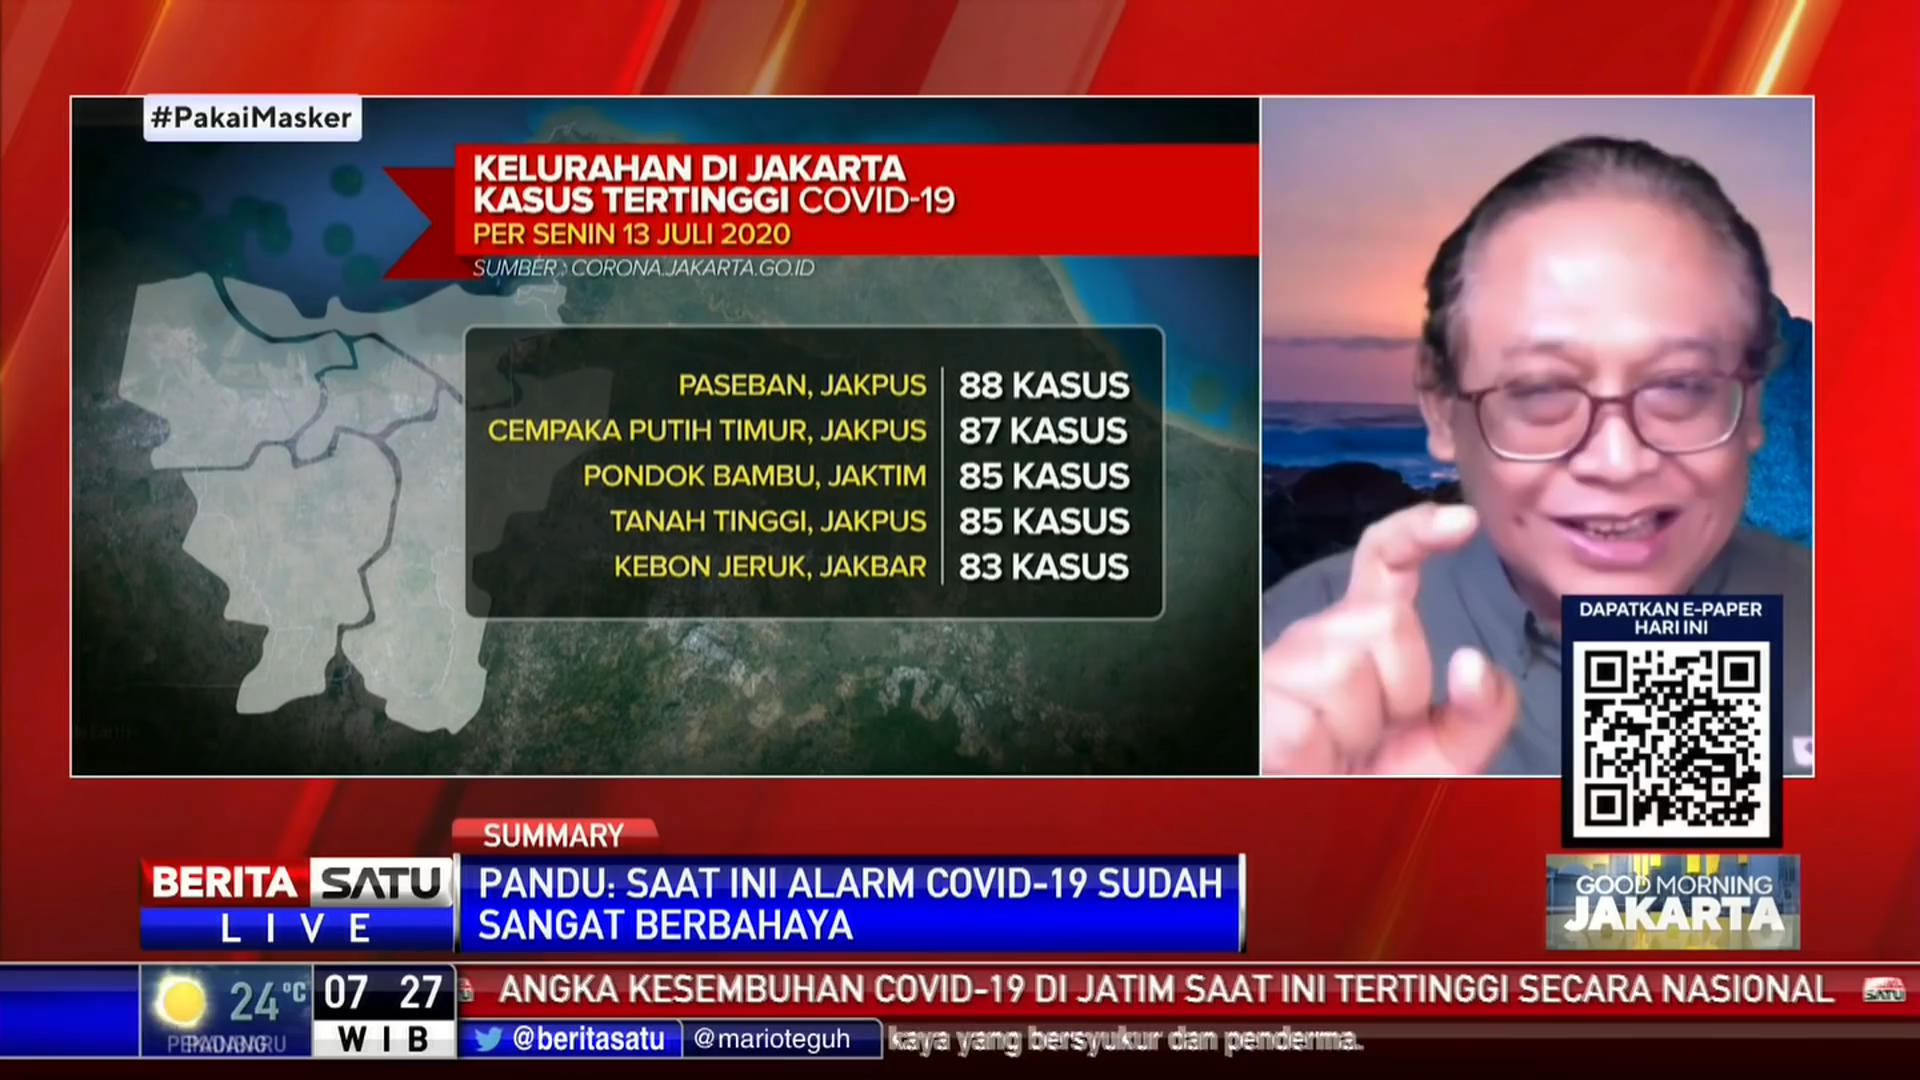 #PakaiMasker
KELURAHAN DI JAKARTA
KASUS TERTINGGI COVID-19
PER SENIN 13 JULI 2020
SUMBER : CORONA.JAKARTA.GO.ID
PASEBAN, JAKPUS 88 KASUS
CEMPAKA PUTIH TIMUR, JAKPUS 87 KASUS
PONDOK BAMBU, JAKTIM 85 KASUS
TANAH TINGGI, JAKPUS 85 KASUS
KEBON JERUK, JAKBAR 83 KASUS
DAPATKAN E-PAPER
HARI INI
SUMMARY
BERITA SATU
LIVE
PANDU: SAAT INI ALARM COVID-19 SUDAH
SANGAT BERBAHAYA
GOOD MORNING
JAKARTA
24°C
07 27
WIB
ANGKA KESEMBUHAN COVID-19 DI JATIM SAAT INI TERTINGGI SECARA NASIONAL
SATU
@beritasatu
@marioteguh
kaya yang bersyukur dan penderma.